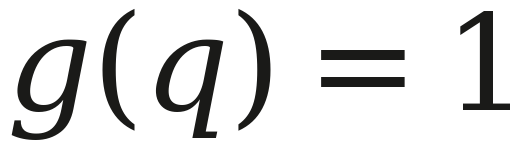 g(q) = 1